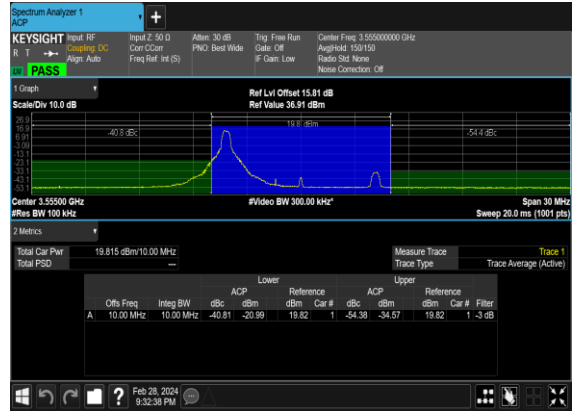 Spectrum Analyzer 1
ACP
KEYSIGHT Input: RF Input Z: 50 Ω Atten: 30 dB Trig: Free Run Center Freq: 3.555000000 GHz
R T Coupling: DC Corr CCorr PNO: Best Wide Gate: Off Avg|Hold: 150/150
Align: Auto Freq Ref: Int (S) IF Gain: Low Radio Std: None
LXI PASS Noise Correction: Off
1 Graph Ref Lvl Offset 15.81 dB
Scale/Div 10.0 dB Ref Value 36.91 dBm
26.9 19.8 dBm
16.9 -40.8 dBc -54.4 dBc
6.91
-3.09
-13.1
-23.1
-33.1
-43.1
-53.1
Center 3.55500 GHz #Video BW 300.00 kHz* Span 30 MHz
#Res BW 100 kHz Sweep 20.0 ms (1001 pts)
2 Metrics
Total Car Pwr 19.815 dBm/10.00 MHz Measure Trace Trace 1
Total PSD --- Trace Type Trace Average (Active)
Lower Upper
ACP Reference ACP Reference
Offs Freq Integ BW dBc dBm dBm Car # dBc dBm dBm Car # Filter
A 10.00 MHz 10.00 MHz -40.81 -20.99 19.82 1 -54.38 -34.57 19.82 1 -3 dB
Feb 28, 2024
9:32:38 PM